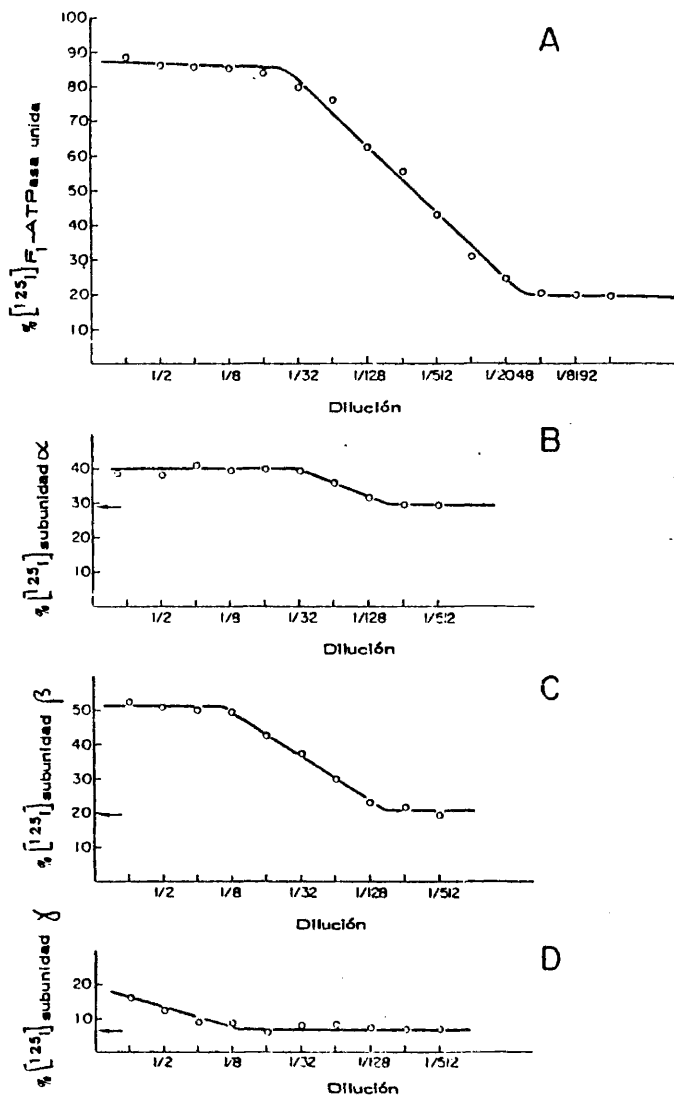 A
% [125I] F1-ATPasa unida
100
90
80
70
60
50
40
30
20
10
1/2 1/8 1/32 1/128 1/512 1/2048 1/8192
Dilución
B
% [125I] subunidad α
40
30
20
10
1/2 1/8 1/32 1/128 1/512
Dilución
C
% [125I] subunidad β
50
40
30
20
10
1/2 1/8 1/32 1/128 1/512
Dilución
D
% [125I] subunidad γ
20
10
1/2 1/8 1/32 1/128 1/512
Dilución